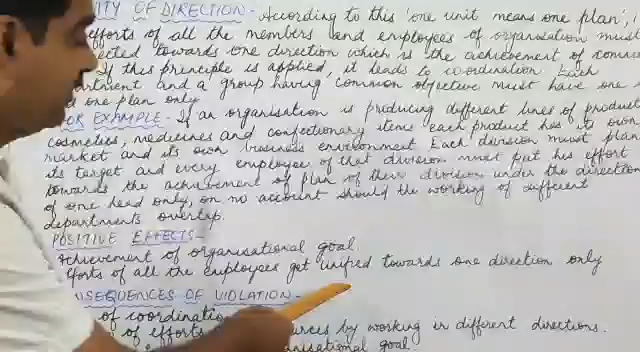 ITY OF DIRECTION - According to this 'one unit means one plan',
efforts of all the members and employees of organisation must
ected towards one direction which is the achievement of common
If this principle is applied, it leads to coordination. Each
artment and a group having common objective must have one
d one plan only
OR EXAMPLE - If an organisation is producing different lines of product
cosmetics, medicines and confectionary items each product has its own
market and its own business environment. Each division must plan
its target and every employee of that division must put his effort
towards the achievement of plan of their division under the direction
of one head only, on no account should the working of different
departments overlap.
POSITIVE EFFECTS -
Achievement of organisational goal.
fforts of all the employees get unified towards one direction only
NSEQUENCES OF VIOLATION -
of coordinatio
of efforts urces by working in different directions.
anisational goal.